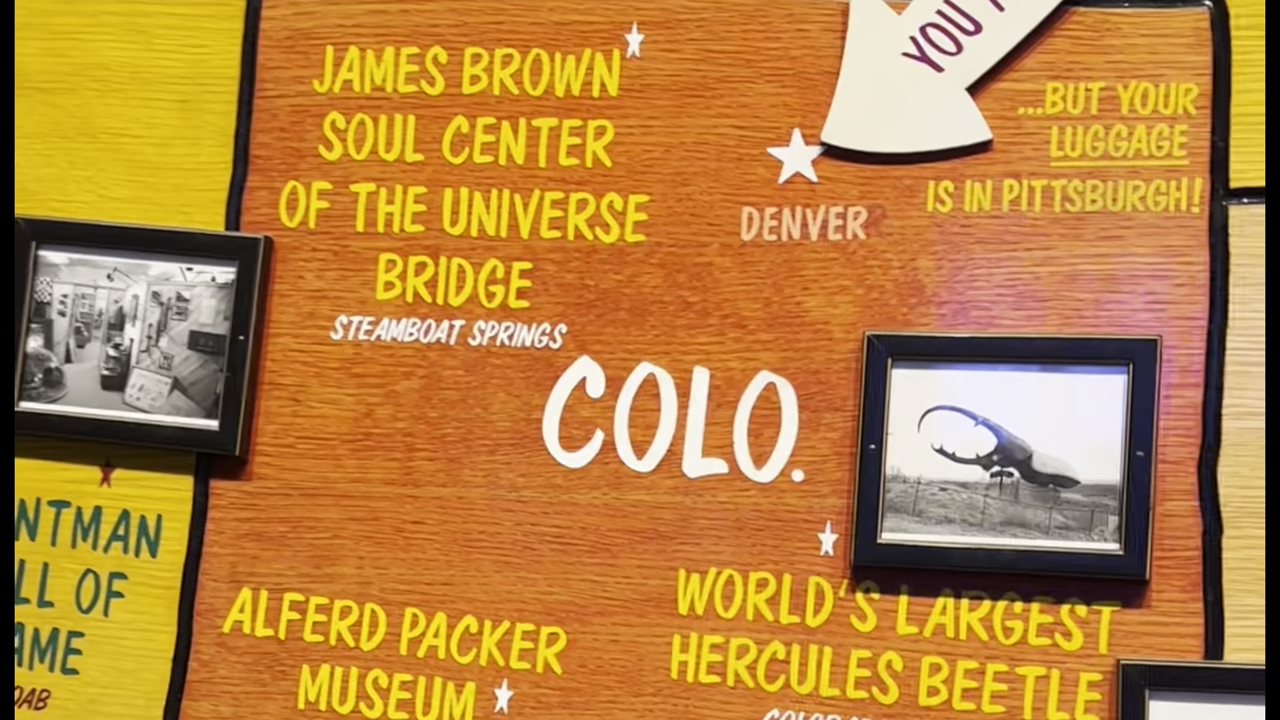 YOU
...BUT YOUR
LUGGAGE
IS IN PITTSBURGH!
JAMES BROWN
SOUL CENTER
OF THE UNIVERSE
BRIDGE
STEAMBOAT SPRINGS
DENVER
COLO.
NTMAN
LL OF
AME
OAB
ALFERD PACKER
MUSEUM
WORLD'S LARGEST
HERCULES BEETLE